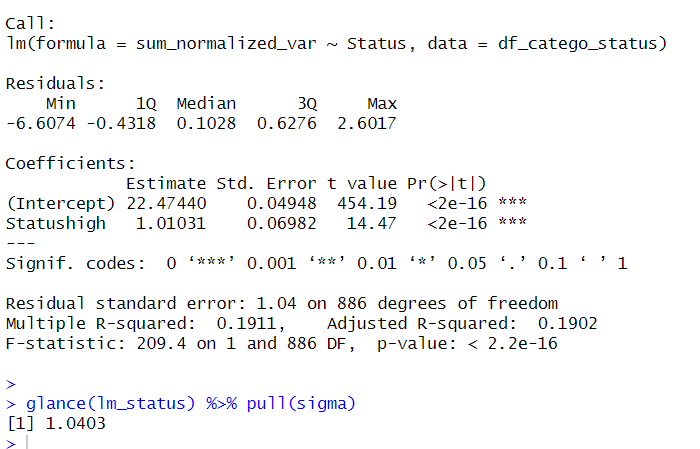 Call:
lm(formula = sum_normalized_var ~ Status, data = df_catego_status)
Residuals:
    Min      1Q  Median      3Q     Max
-6.6074 -0.4318  0.1028  0.6276  2.6017
Coefficients:
            Estimate Std. Error t value Pr(>|t|)
(Intercept) 22.47440    0.04948  454.19   <2e-16 ***
Statushigh   1.01031    0.06982   14.47   <2e-16 ***
---
Signif. codes:  0 ‘***’ 0.001 ‘**’ 0.01 ‘*’ 0.05 ‘.’ 0.1 ‘ ’ 1
Residual standard error: 1.04 on 886 degrees of freedom
Multiple R-squared:  0.1911,    Adjusted R-squared:  0.1902
F-statistic: 209.4 on 1 and 886 DF,  p-value: < 2.2e-16
>
> glance(lm_status) %>% pull(sigma)
[1] 1.0403
>